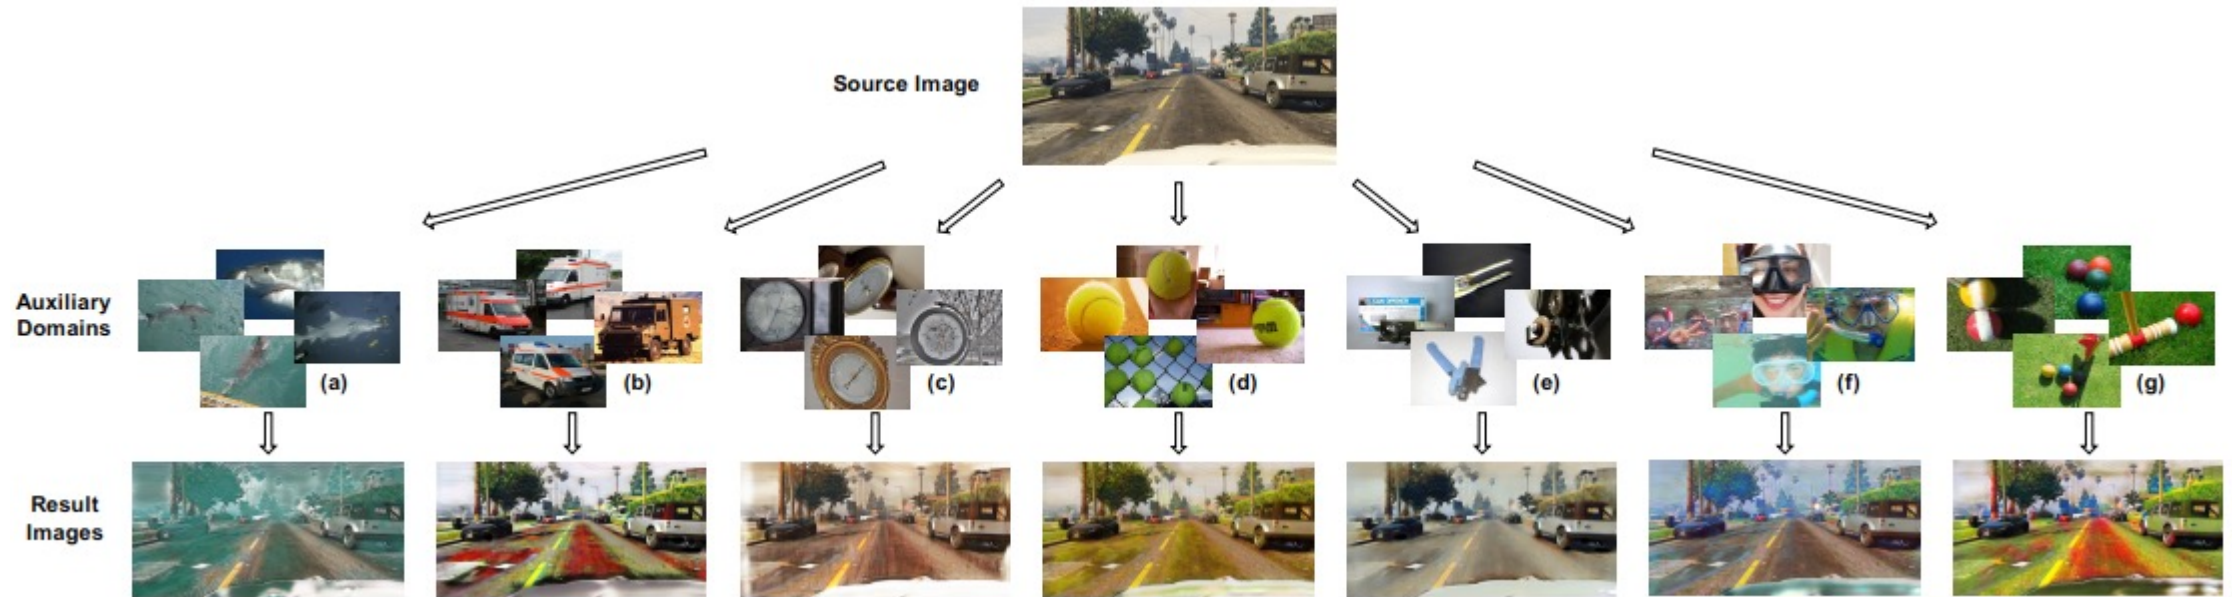 Source Image
Auxiliary
Domains
(a)
(b)
(c)
(d)
(e)
(f)
(g)
Result
Images